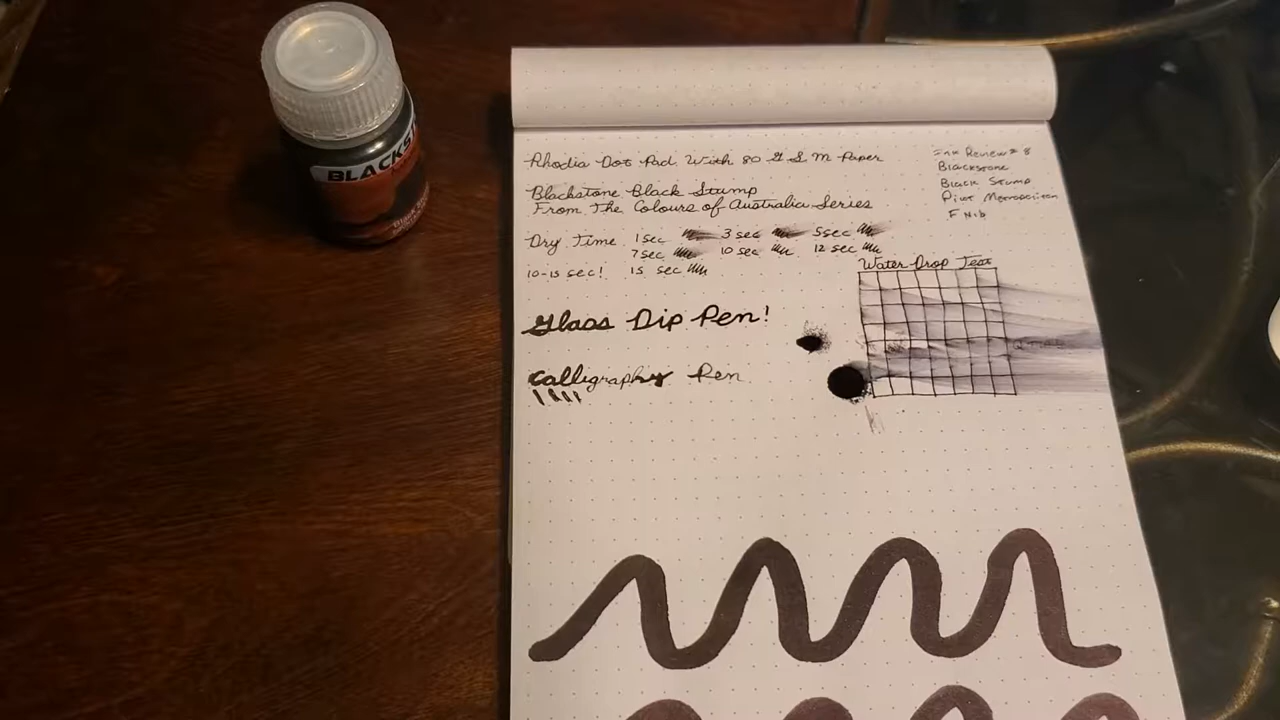 BLACKS
Rhodia Dot Pad With 80 G S M Paper
Blackstone Black Stump
From The Colours of Australia Series
Ink Review # 8
Blackstone
Black Stump
Pilot Metropolitan
F Nib
Dry Time 1 sec 3 sec 5 sec
7 sec 10 sec 12 sec
10-15 sec! 15 sec
Water Drop Test
Glass Dip Pen!
Calligraphy Pen